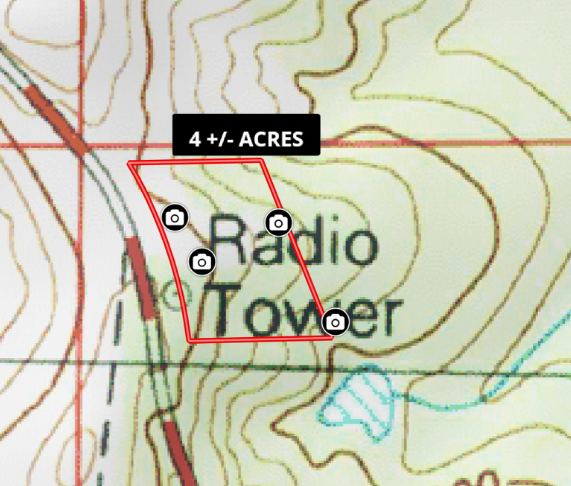 4 +/- ACRES
Radio
Tower